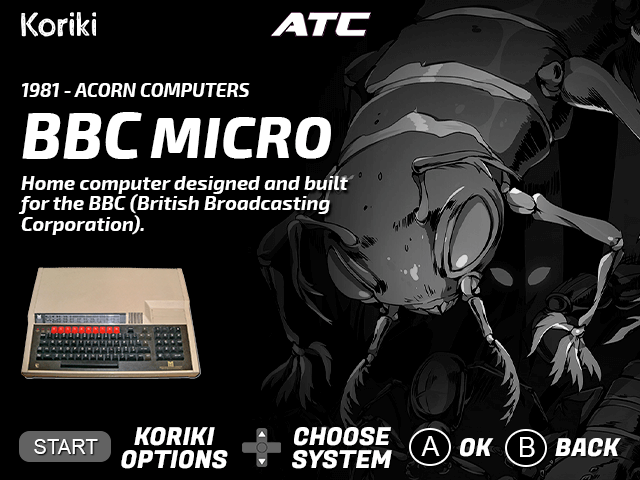 Koriki
ATC
1981 - ACORN COMPUTERS
BBC MICRO
Home computer designed and built
for the BBC (British Broadcasting
Corporation).
START
KORIKI
OPTIONS
CHOOSE
SYSTEM
A OK
B BACK